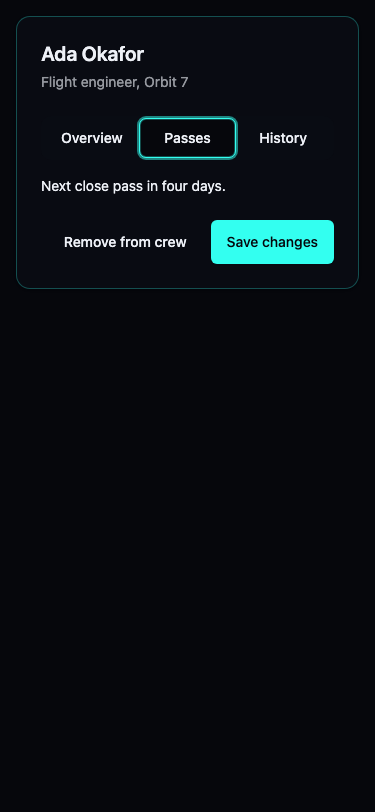 Ada Okafor
Flight engineer, Orbit 7
Overview Passes History
Next close pass in four days.
Remove from crew Save changes